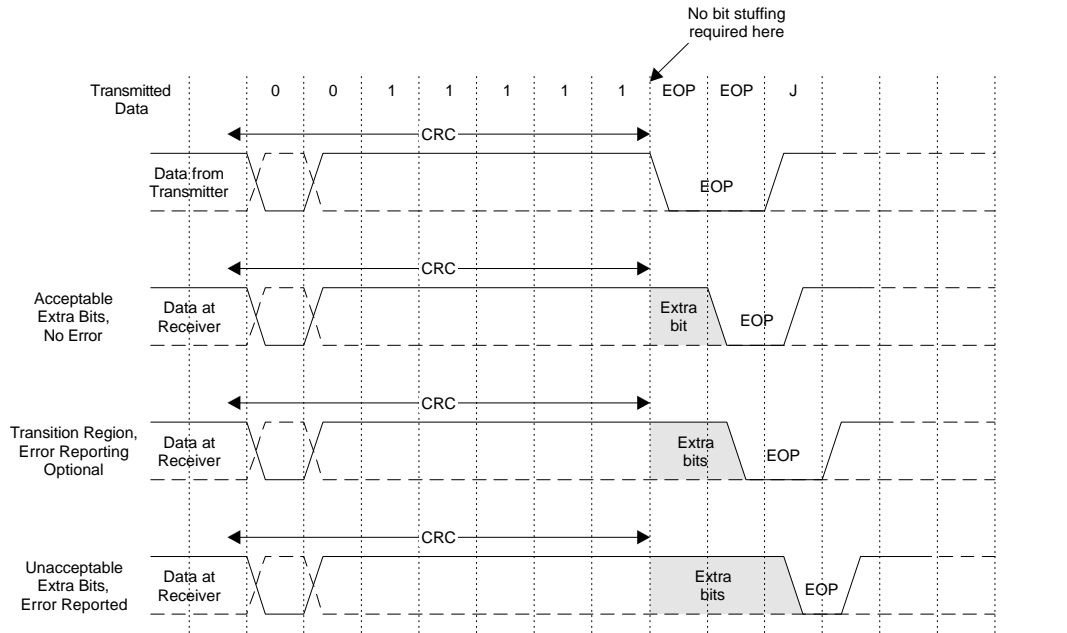 No bit stuffing
required here
Transmitted
Data
0 0 1 1 1 1 1 EOP EOP J
CRC
Data from
Transmitter
EOP
CRC
Acceptable
Extra Bits,
No Error
Data at
Receiver
Extra
bit
EOP
CRC
Transition Region,
Error Reporting
Optional
Data at
Receiver
Extra
bits
EOP
CRC
Unacceptable
Extra Bits,
Error Reported
Data at
Receiver
Extra
bits
EOP